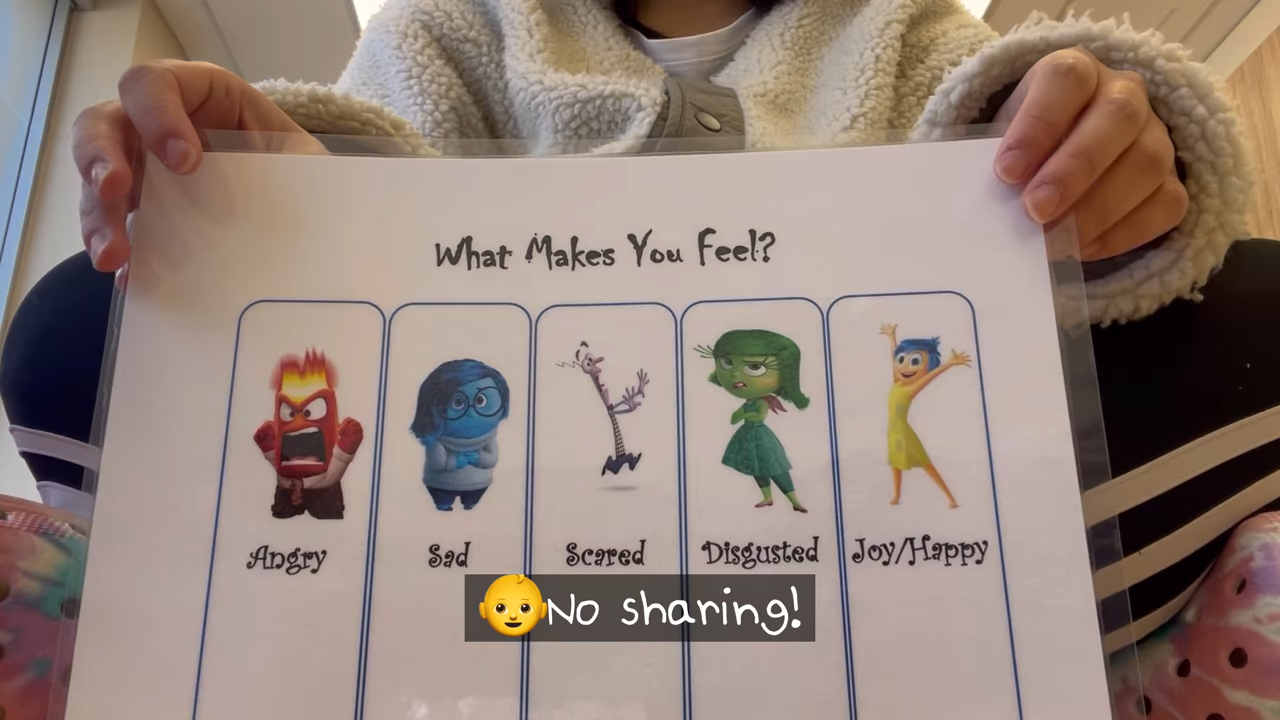 What Makes You Feel?
Angry
Sad
Scared
Disgusted
Joy/Happy
No sharing!